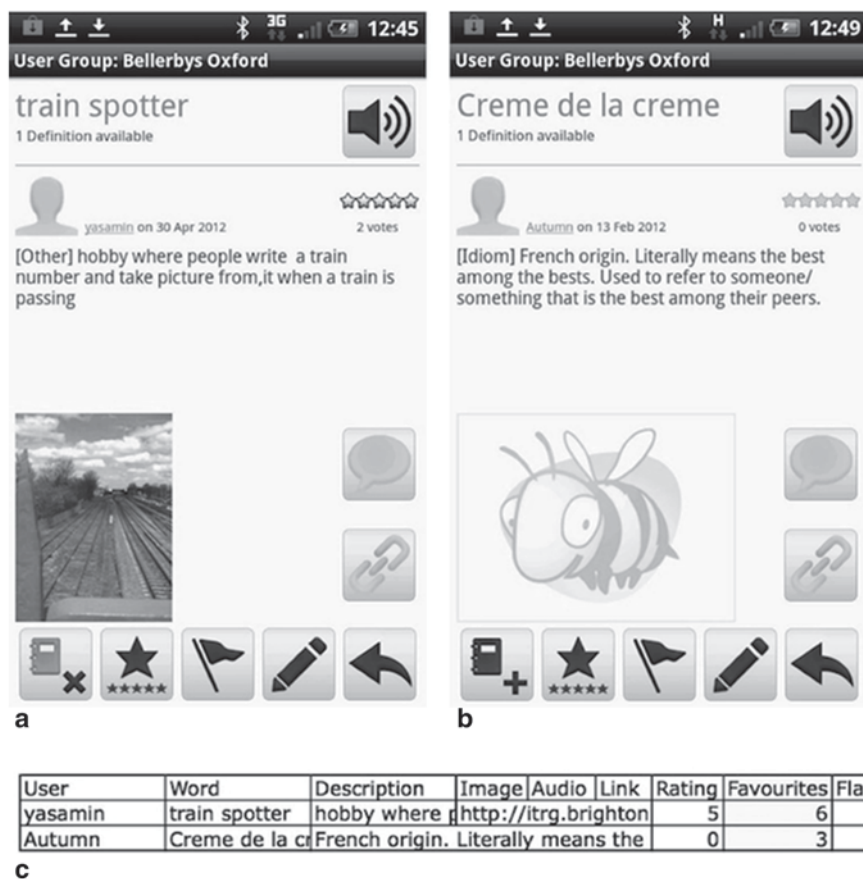 3G
12:45
User Group: Bellerbys Oxford
train spotter
1 Definition available
yasamin on 30 Apr 2012
2 votes
[Other] hobby where people write a train
number and take picture from,it when a train is
passing
a
H
12:49
User Group: Bellerbys Oxford
Creme de la creme
1 Definition available
Autumn on 13 Feb 2012
0 votes
[Idiom] French origin. Literally means the best
among the bests. Used to refer to someone/
something that is the best among their peers.
b
User Word Description Image Audio Link Rating Favourites Fla
yasamin train spotter hobby where p http://itrg.brighton 5 6
Autumn Creme de la cr French origin. Literally means the 0 3
c